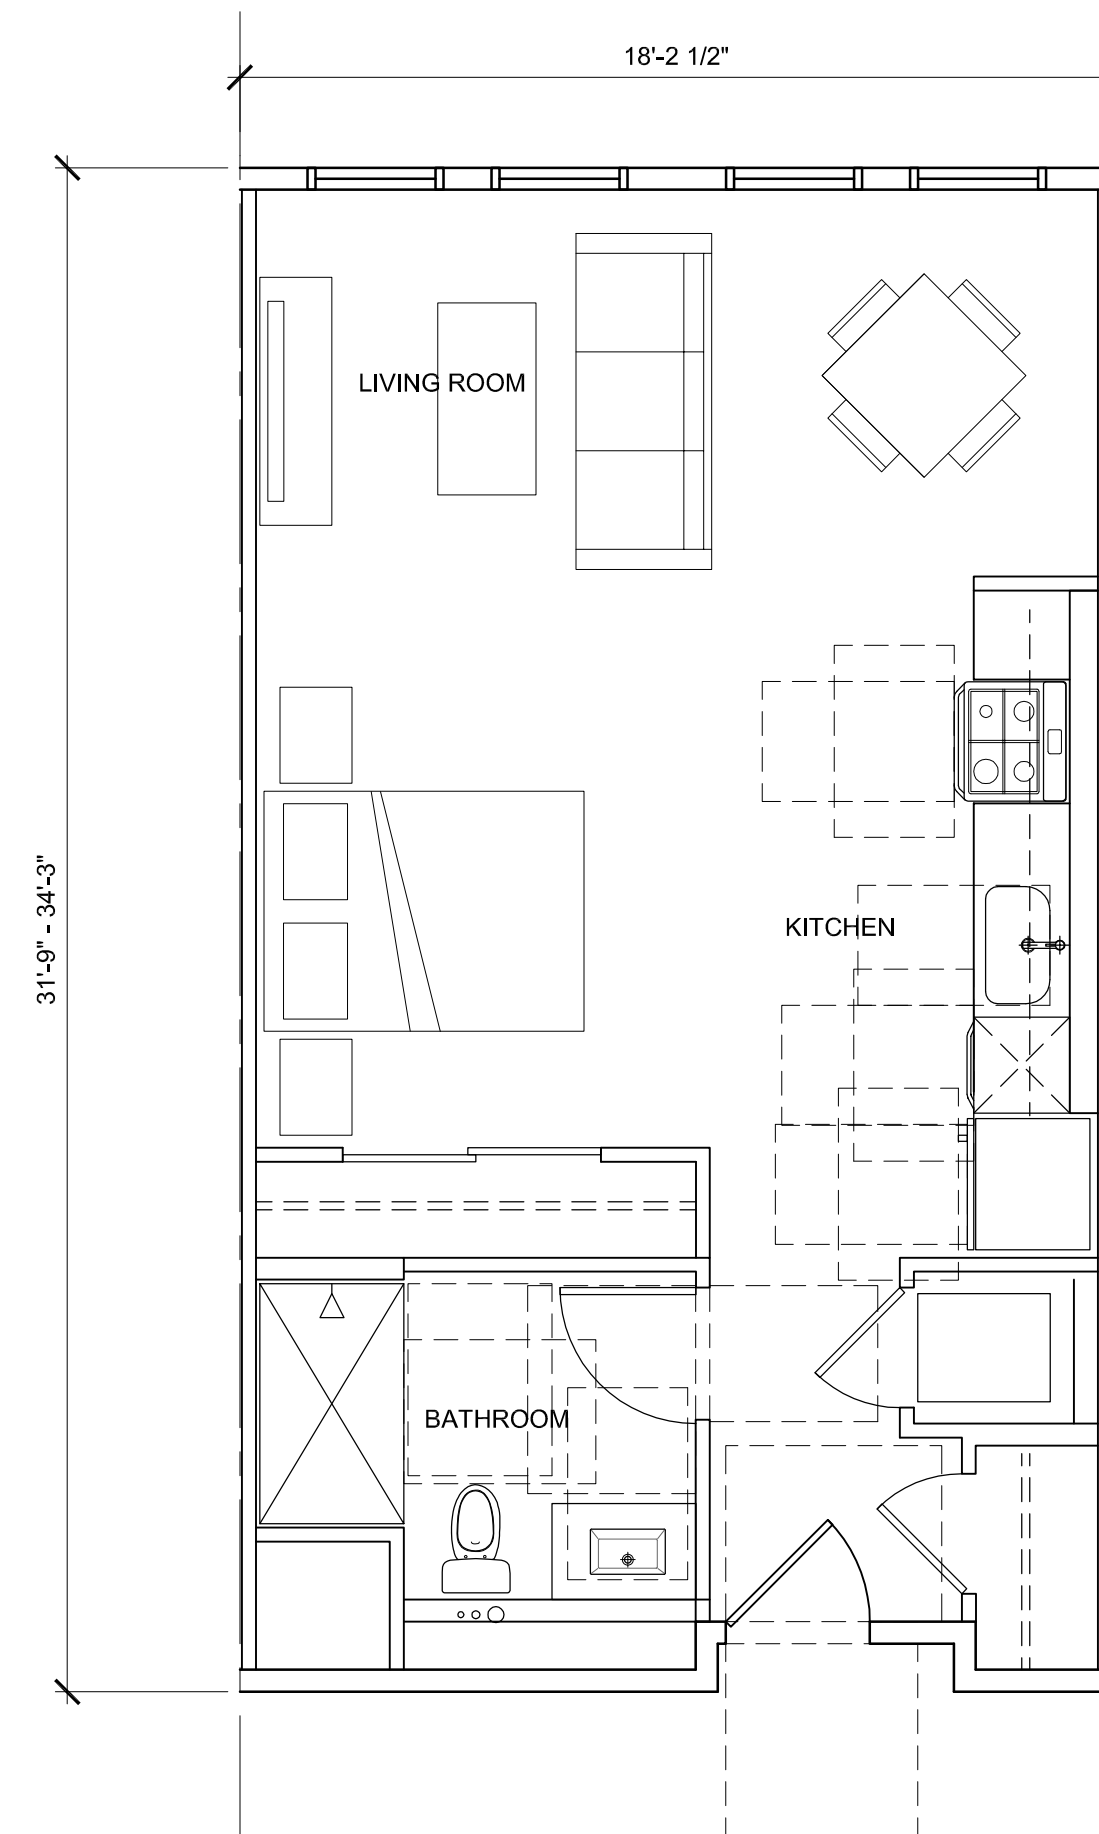 18'-2 1/2"
LIVING ROOM
31'-9" - 34'-3"
KITCHEN
BATHROOM